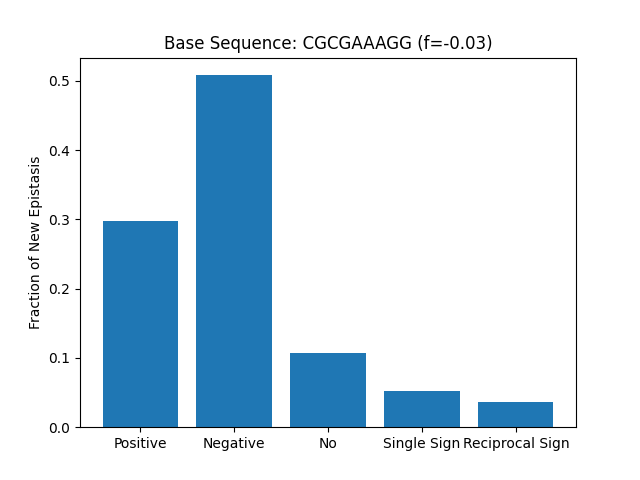 Base Sequence: CGCGAAAGG (f=-0.03)
Fraction of New Epistasis
0.5
0.4
0.3
0.2
0.1
0.0
Positive Negative No Single Sign Reciprocal Sign